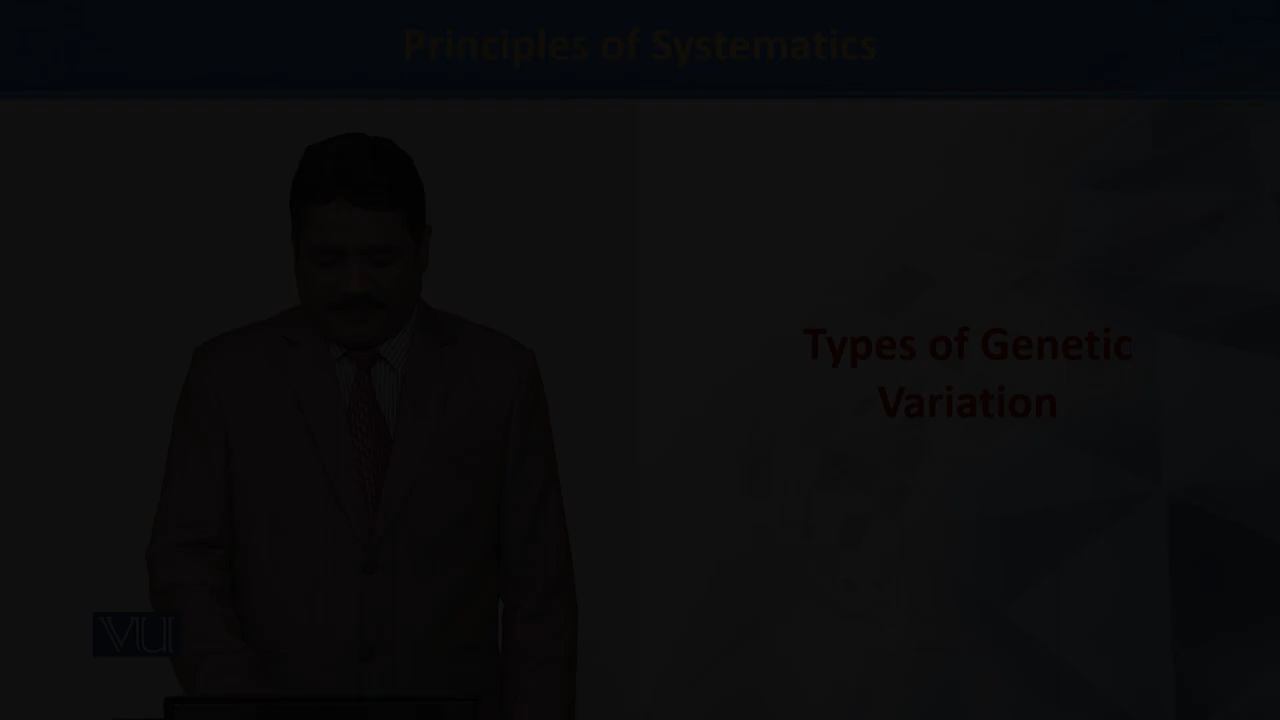 Principles of Systematics
Types of Genetic
Variation
VU